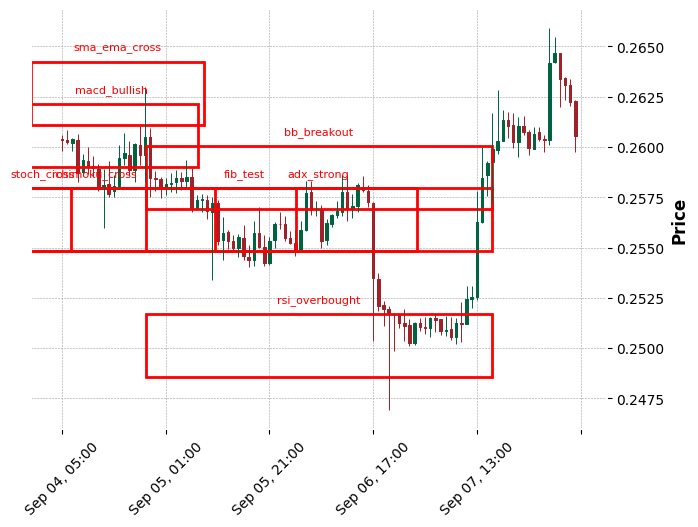 sma_ema_cross
macd_bullish
bb_breakout
stoch_cross
fib_test
adx_strong
rsi_overbought
0.2650
0.2625
0.2600
0.2575
0.2550
0.2525
0.2500
0.2475
Price
Sep 04, 05:00
Sep 05, 01:00
Sep 05, 21:00
Sep 06, 17:00
Sep 07, 13:00